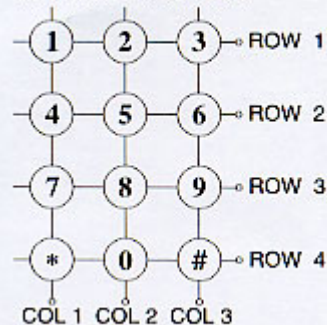 1 2 3 ROW 1
4 5 6 ROW 2
7 8 9 ROW 3
* 0 # ROW 4
COL 1 COL 2 COL 3